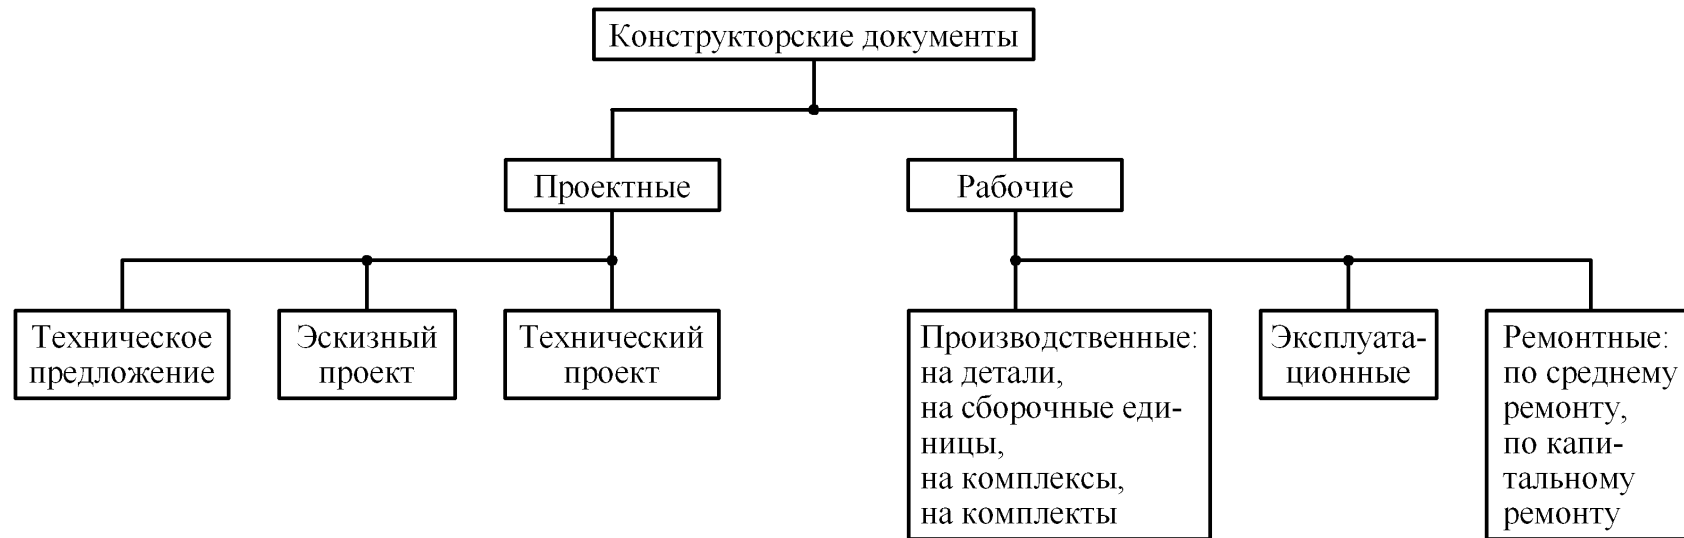 Конструкторские документы
Проектные
Рабочие
Техническое
предложение
Эскизный
проект
Технический
проект
Производственные:
на детали,
на сборочные еди-
ницы,
на комплексы,
на комплекты
Эксплуата-
ционные
Ремонтные:
по среднему
ремонту,
по капи-
тальному
ремонту